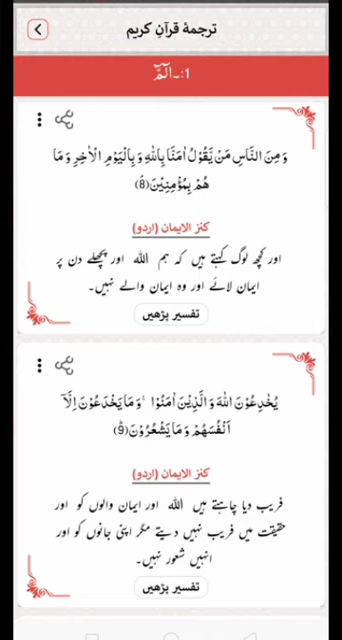 ترجمۂ قرآنِ کریم
1:۔الٓمّٓ
وَمِنَ النَّاسِ مَنْ يَّقُوْلُ اٰمَنَّا بِاللّٰهِ وَبِالْيَوْمِ الْاٰخِرِ وَمَا
هُمْ بِمُؤْمِنِيْنَۘ(8)
کنز الایمان (اردو)
اور کچھ لوگ کہتے ہیں کہ ہم اللہ اور پچھلے دن پر
ایمان لائے اور وہ ایمان والے نہیں۔
تفسیر پڑھیں
يُخٰدِعُوْنَ اللّٰهَ وَالَّذِيْنَ اٰمَنُوْاۚ وَمَا يَخْدَعُوْنَ اِلَّاۤ
اَنْفُسَهُمْ وَمَا يَشْعُرُوْنَؕ(9)
کنز الایمان (اردو)
فریب دیا چاہتے ہیں اللہ اور ایمان والوں کو اور
حقیقت میں فریب نہیں دیتے مگر اپنی جانوں کو اور
انہیں شعور نہیں۔
تفسیر پڑھیں